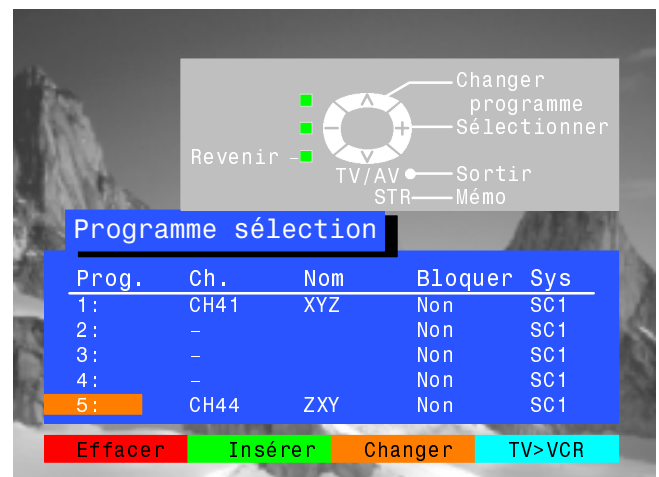 Changer
programme
Sélectionner
Revenir –
TV/AV Sortir
STR Mémo
Programme sélection
Prog. Ch. Nom Bloquer Sys
1: CH41 XYZ Non SC1
2: – Non SC1
3: – Non SC1
4: – Non SC1
5: CH44 ZXY Non SC1
Effacer Insérer Changer TV>VCR